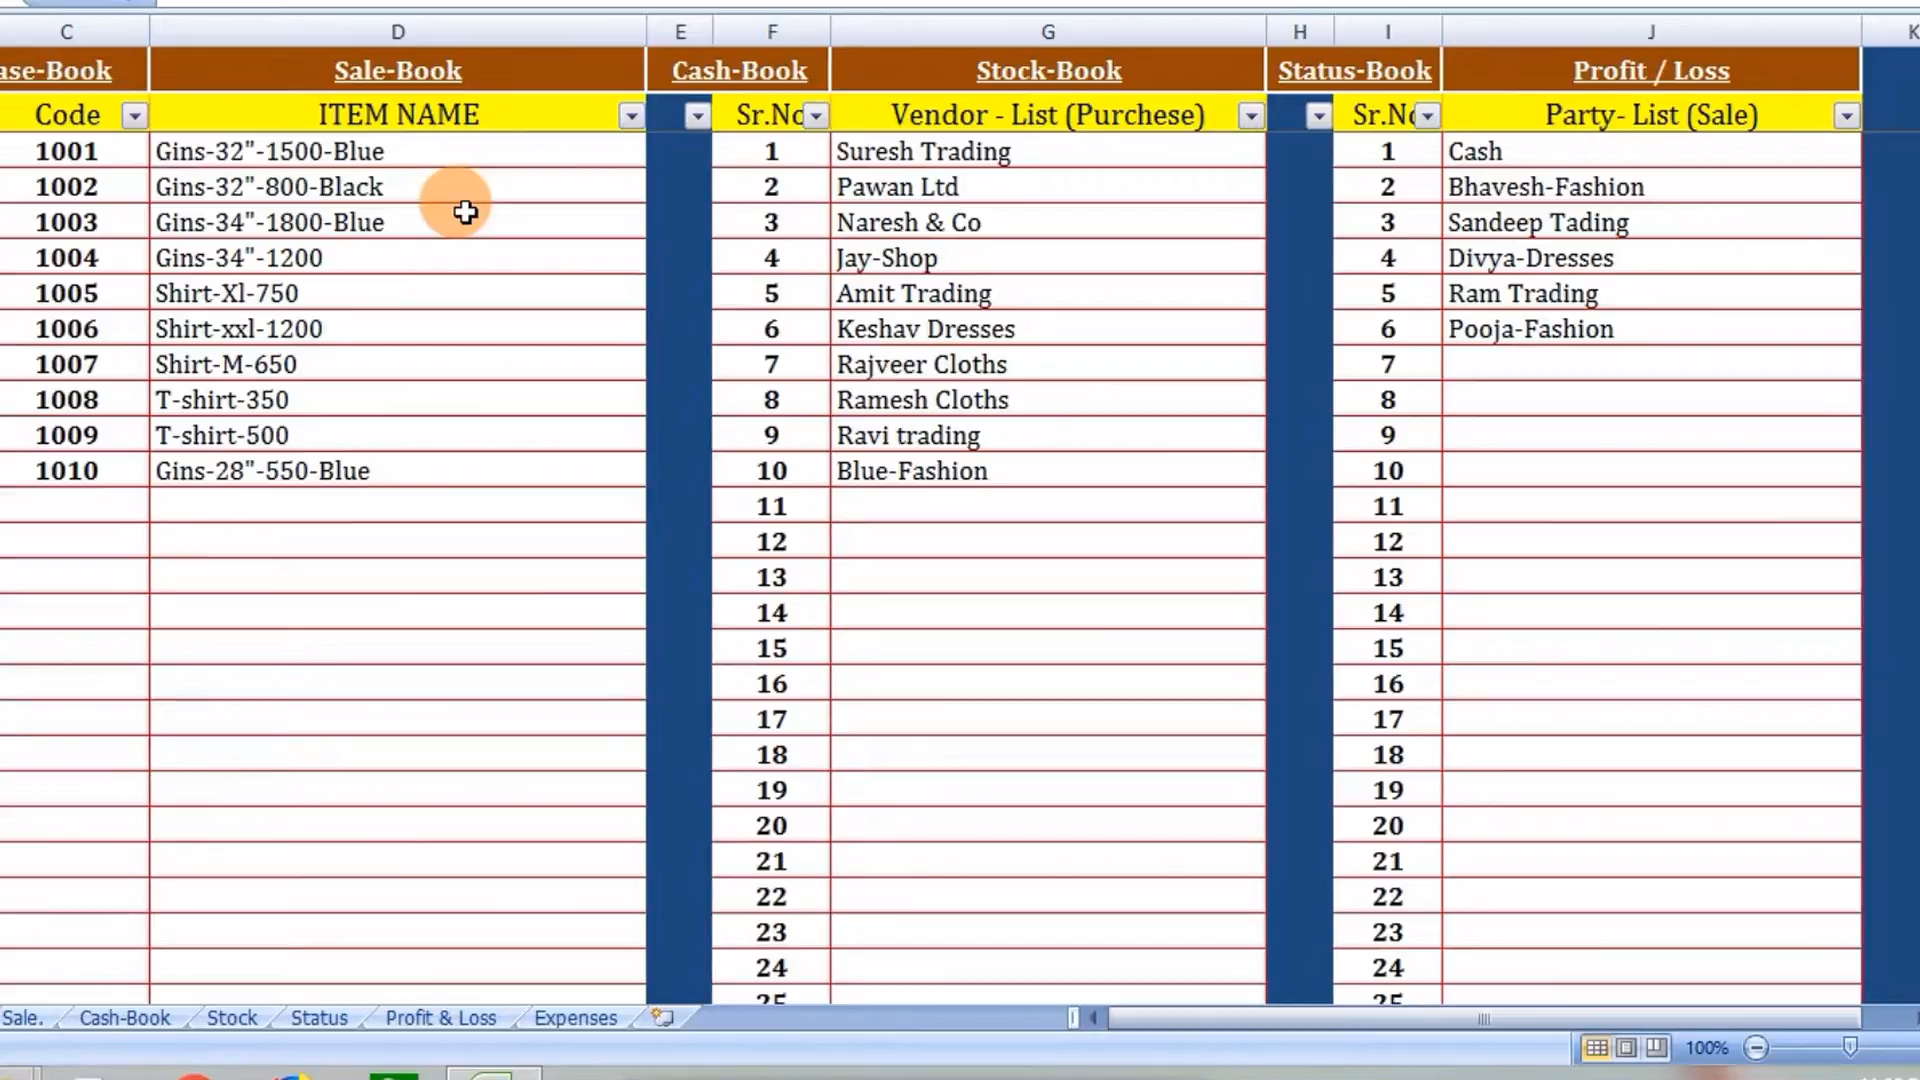 C D E F G H I J K
ase-Book Sale-Book Cash-Book Stock-Book Status-Book Profit / Loss
Code ITEM NAME Sr.No Vendor - List (Purchese) Sr.No Party- List (Sale)
1001 Gins-32"-1500-Blue 1 Suresh Trading 1 Cash
1002 Gins-32"-800-Black 2 Pawan Ltd 2 Bhavesh-Fashion
1003 Gins-34"-1800-Blue 3 Naresh & Co 3 Sandeep Tading
1004 Gins-34"-1200 4 Jay-Shop 4 Divya-Dresses
1005 Shirt-Xl-750 5 Amit Trading 5 Ram Trading
1006 Shirt-xxl-1200 6 Keshav Dresses 6 Pooja-Fashion
1007 Shirt-M-650 7 Rajveer Cloths 7
1008 T-shirt-350 8 Ramesh Cloths 8
1009 T-shirt-500 9 Ravi trading 9
1010 Gins-28"-550-Blue 10 Blue-Fashion 10
11 11
12 12
13 13
14 14
15 15
16 16
17 17
18 18
19 19
20 20
21 21
22 22
23 23
24 24
25 25
Sale. Cash-Book Stock Status Profit & Loss Expenses
100%